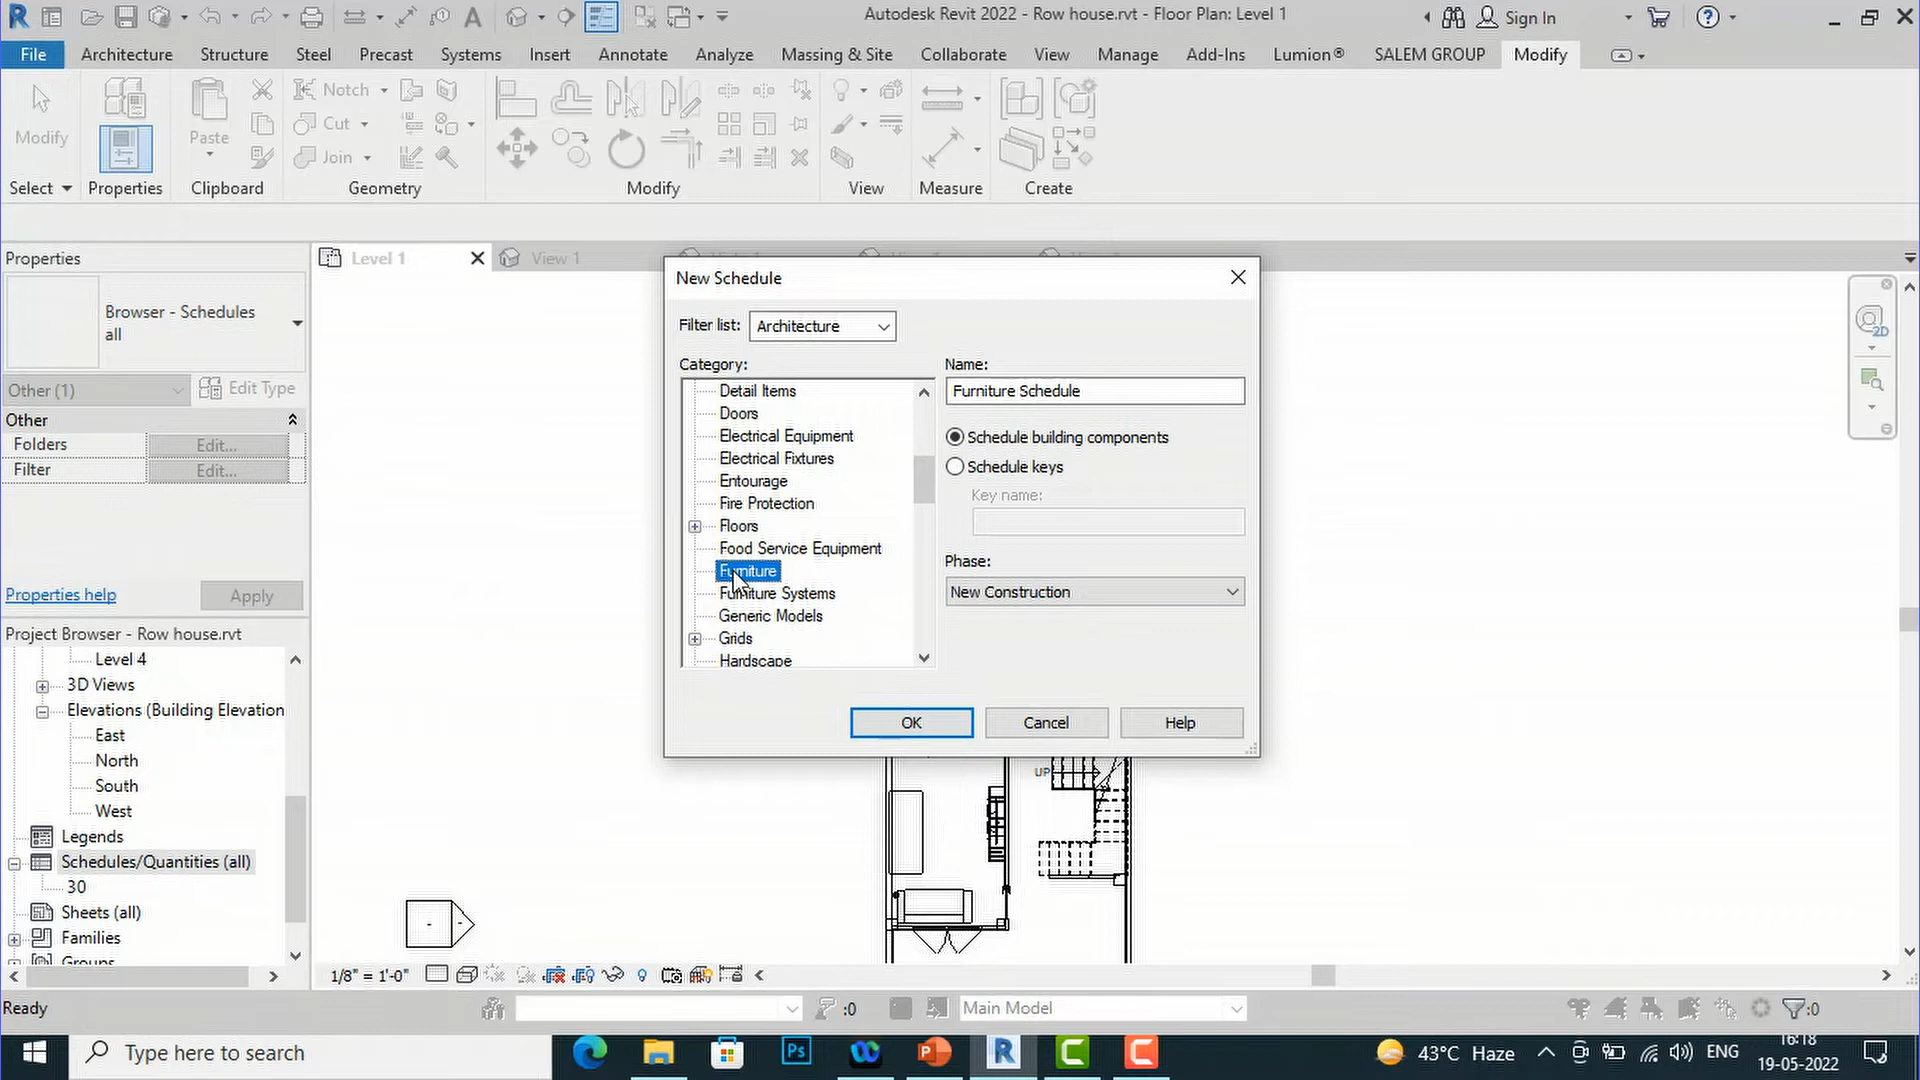 Autodesk Revit 2022 - Row house.rvt - Floor Plan: Level 1
Sign In
File Architecture Structure Steel Precast Systems Insert Annotate Analyze Massing & Site Collaborate View Manage Add-Ins Lumion® SALEM GROUP Modify
Modify
Paste
Notch
Cut
Join
Select Properties Clipboard Geometry Modify View Measure Create
Properties
Level 1
View 1
Browser - Schedules
all
Other (1)
Edit Type
Other
Folders Edit...
Filter Edit...
Properties help
Apply
Project Browser - Row house.rvt
Level 4
3D Views
Elevations (Building Elevation
East
North
South
West
Legends
Schedules/Quantities (all)
30
Sheets (all)
Families
Groups
New Schedule
Filter list: Architecture
Category:
Detail Items
Doors
Electrical Equipment
Electrical Fixtures
Entourage
Fire Protection
Floors
Food Service Equipment
Furniture
Furniture Systems
Generic Models
Grids
Hardscape
Name:
Furniture Schedule
Schedule building components
Schedule keys
Key name:
Phase:
New Construction
OK
Cancel
Help
2D
UP
1/8" = 1'-0"
Ready
:0
Main Model
:0
Type here to search
Ps
43°C Haze
ENG
16:18
19-05-2022